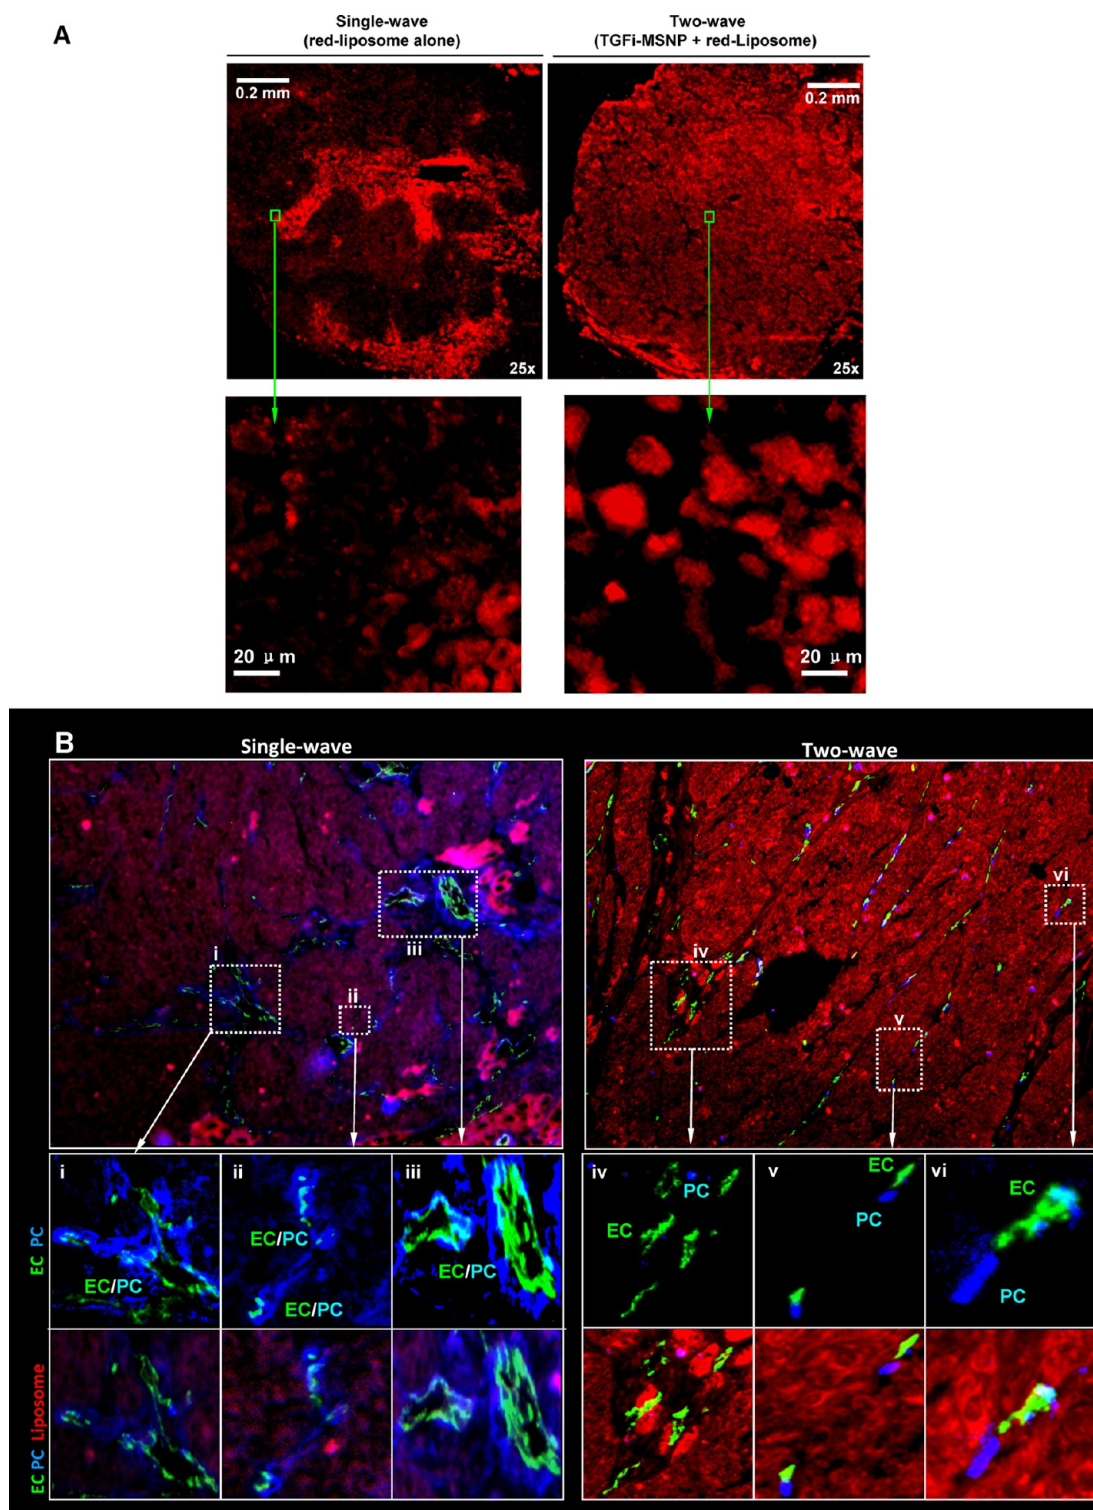 A
Single-wave
(red-liposome alone)
Two-wave
(TGFi-MSNP + red-Liposome)
0.2 mm
0.2 mm
25x
25x
20 μm
20 μm
B
Single-wave
Two-wave
i
ii
iii
iv
v
vi
EC PC
i
EC/PC
ii
EC/PC
EC/PC
iii
EC/PC
iv
PC
EC
v
EC
PC
vi
EC
PC
EC PC Liposome